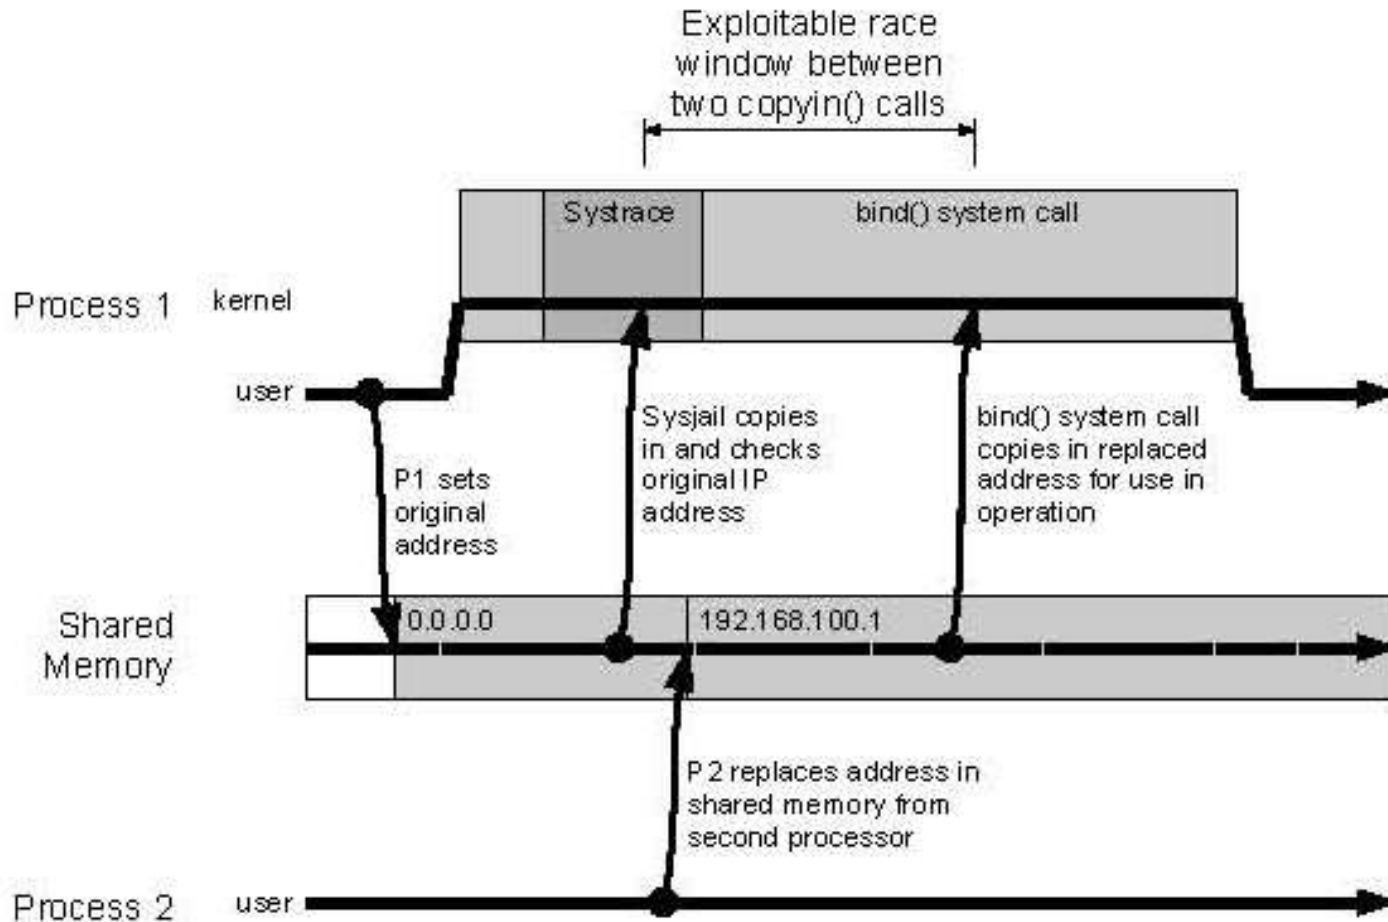 Exploitable race
window between
two copyin() calls
Systrace
bind() system call
Process 1
kernel
user
Sysjail copies
in and checks
original IP
address
bind() system call
copies in replaced
address for use in
operation
P1 sets
original
address
Shared
Memory
0.0.0.0
192.168.100.1
P2 replaces address in
shared memory from
second processor
Process 2
user